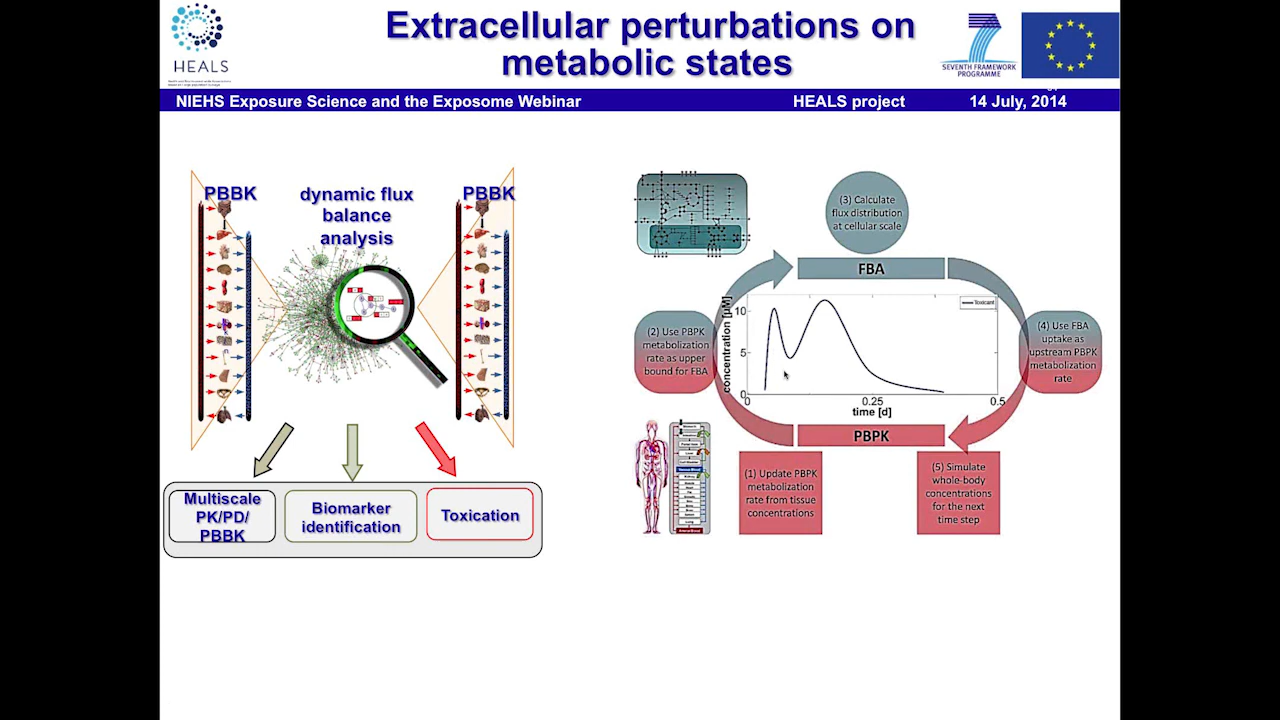 Extracellular perturbations on
metabolic states
HEALS
SEVENTH FRAMEWORK
PROGRAMME
NIEHS Exposure Science and the Exposome Webinar
HEALS project
14 July, 2014
PBBK
dynamic flux
balance
analysis
PBBK
Multiscale
PK/PD/
PBBK
Biomarker
identification
Toxication
(3) Calculate
flux distribution
at cellular scale
FBA
(2) Use PBPK
metabolization
rate as upper
bound for FBA
concentration [µM]
10
5
0
Toxicant
0.25
0.5
time [d]
(4) Use FBA
uptake as
upstream PBPK
metabolization
rate
PBPK
(1) Update PBPK
metabolization
rate from tissue
concentrations
(5) Simulate
whole-body
concentrations
for the next
time step